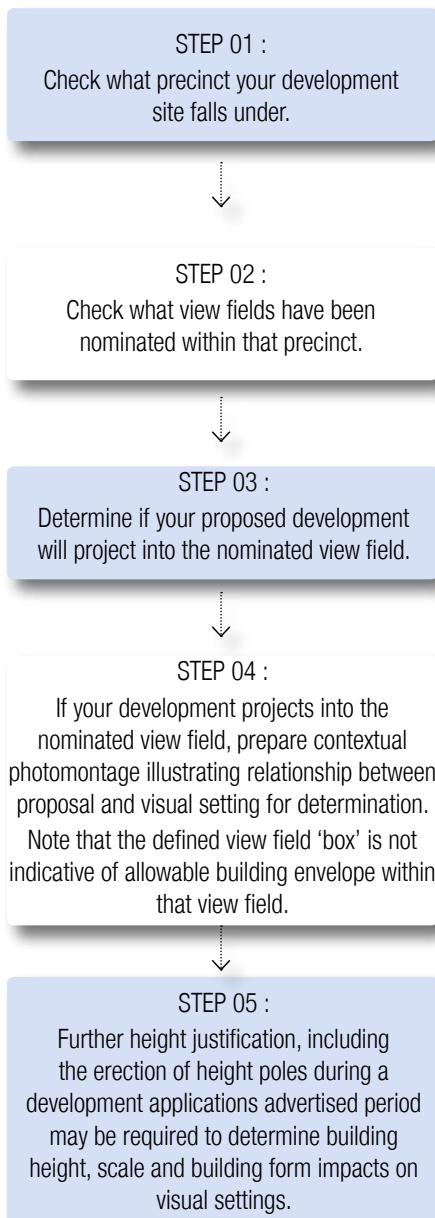 STEP 01 :
Check what precinct your development
site falls under.
STEP 02 :
Check what view fields have been
nominated within that precinct.
STEP 03 :
Determine if your proposed development
will project into the nominated view field.
STEP 04 :
If your development projects into the
nominated view field, prepare contextual
photomontage illustrating relationship between
proposal and visual setting for determination.
Note that the defined view field ‘box’ is not
indicative of allowable building envelope within
that view field.
STEP 05 :
Further height justification, including
the erection of height poles during a
development applications advertised period
may be required to determine building
height, scale and building form impacts on
visual settings.